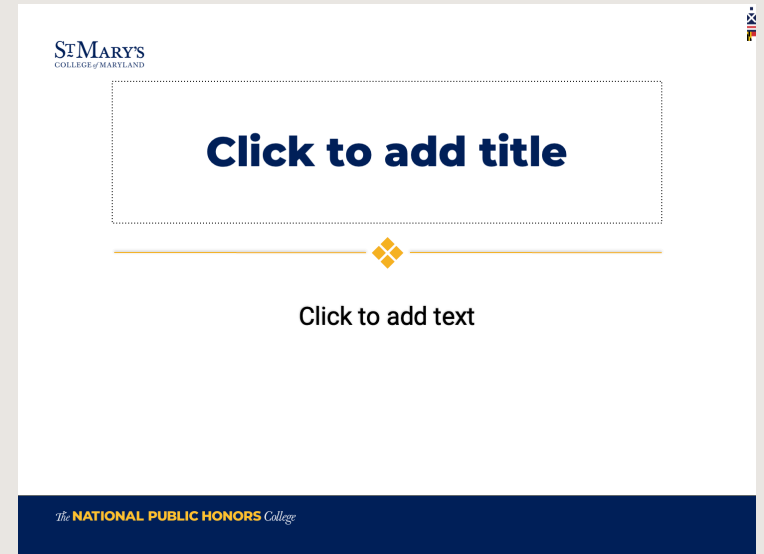 ST MARY'S
COLLEGE of MARYLAND
Click to add title
Click to add text
The NATIONAL PUBLIC HONORS College